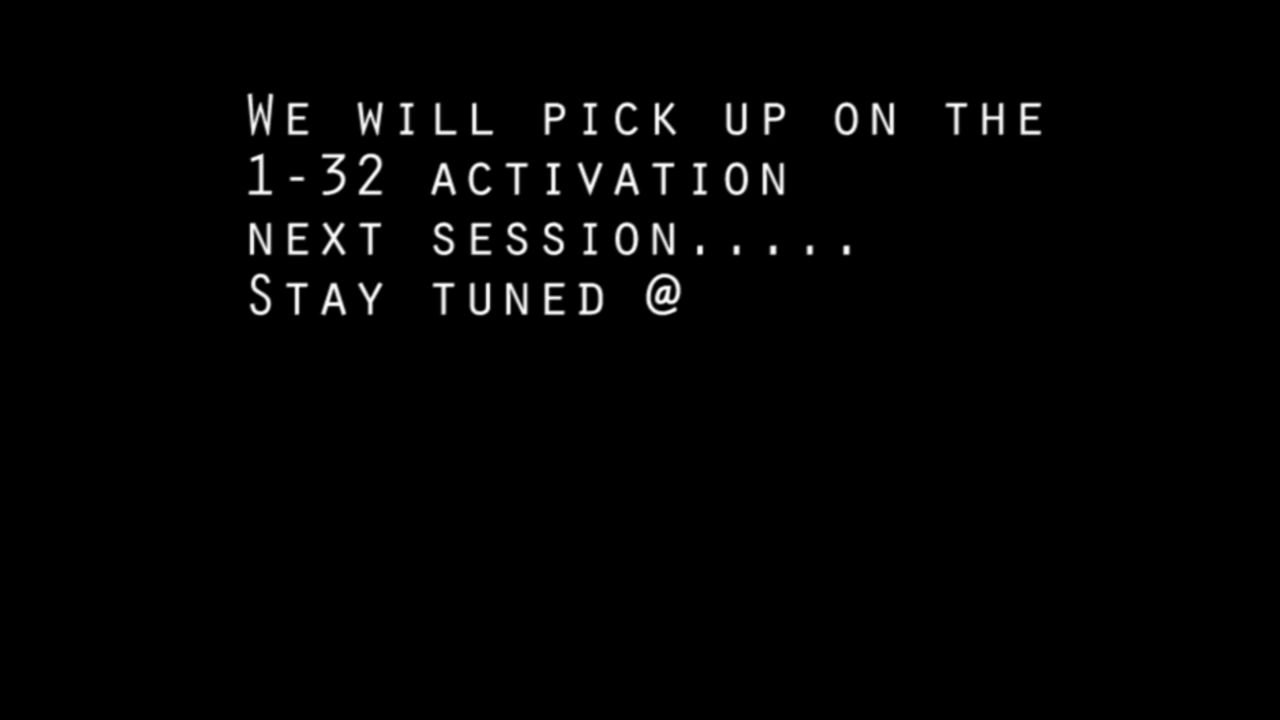 We will pick up on the
1-32 activation
next session.....
Stay tuned @